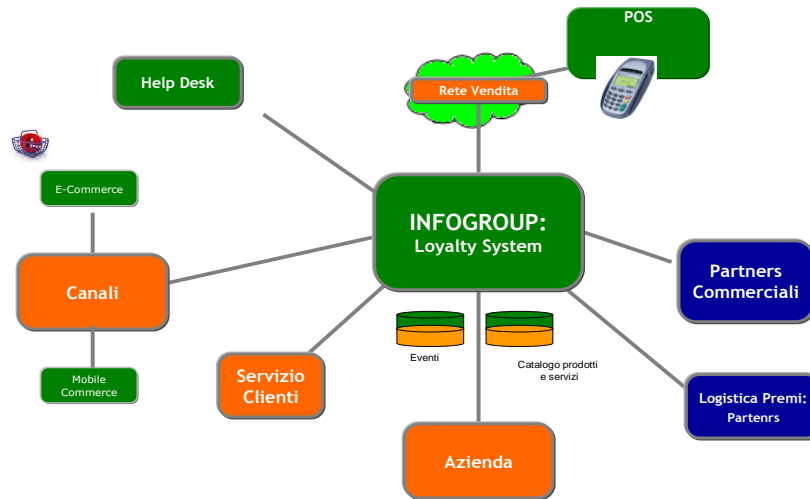 POS
Help Desk
Rete Vendita
E-Commerce
INFOGROUP:
Loyalty System
Canali
Partners
Commerciali
Eventi
Catalogo prodotti
e servizi
Mobile
Commerce
Servizio
Clienti
Logistica Premi:
Partenrs
Azienda